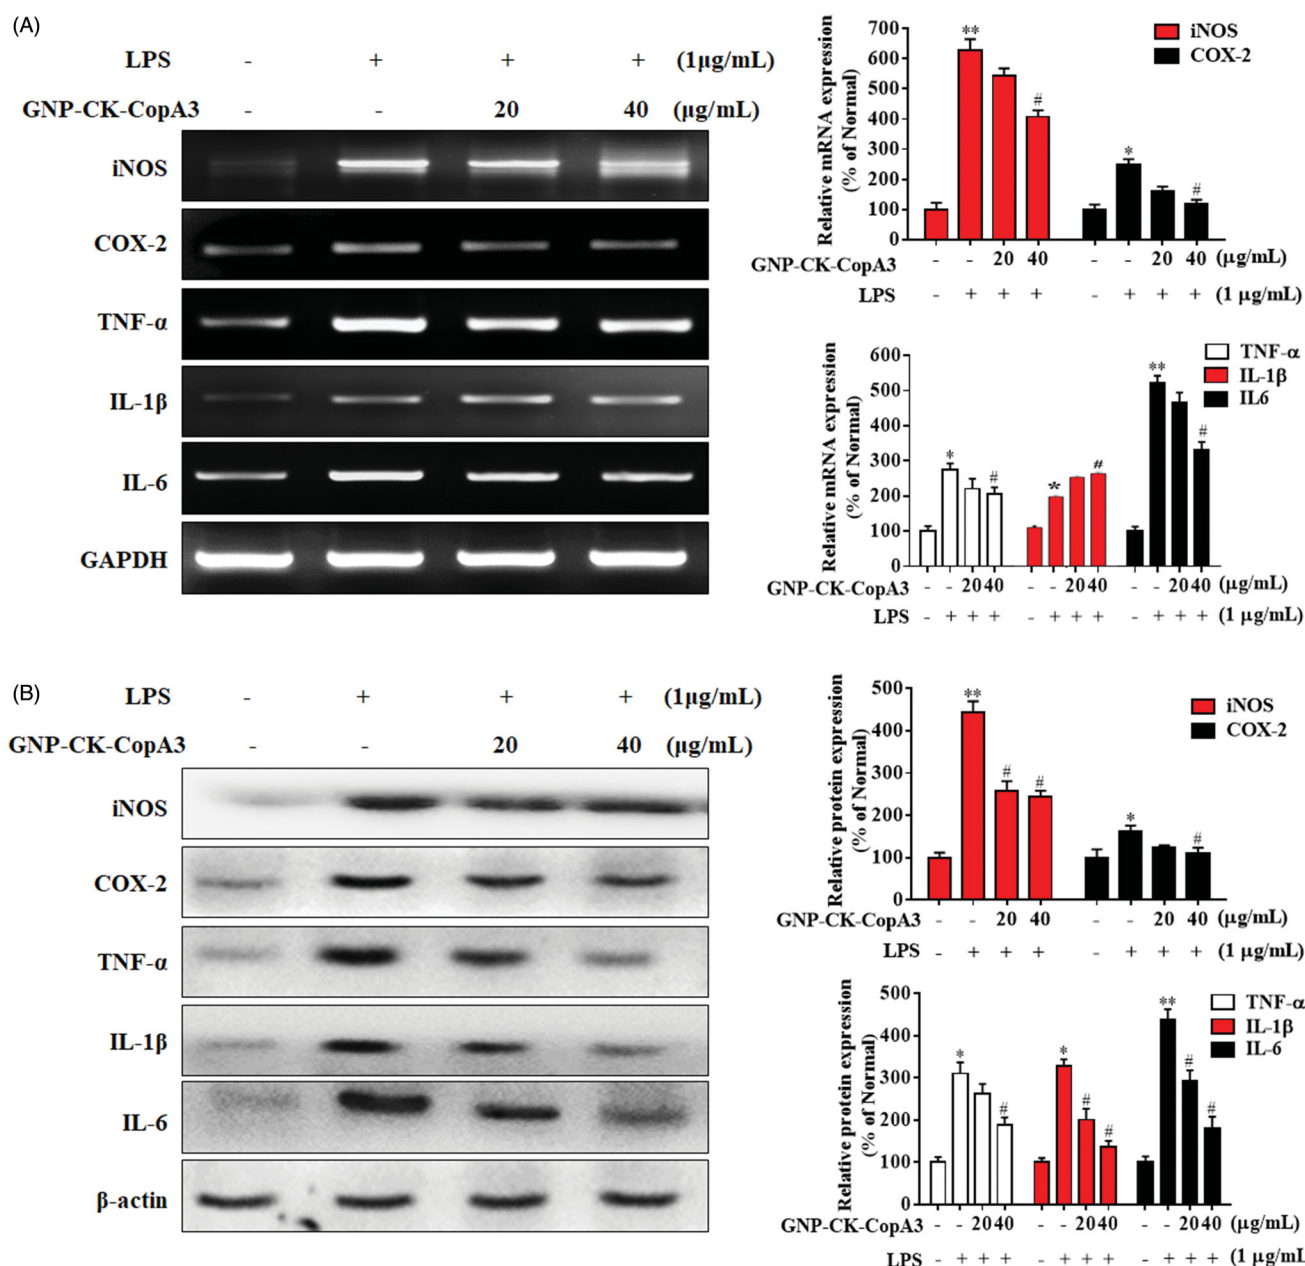 (A)
LPS - + + + (1μg/mL)
GNP-CK-CopA3 - - 20 40 (μg/mL)
iNOS
COX-2
TNF-α
IL-1β
IL-6
GAPDH
Relative mRNA expression
(% of Normal)
700
600
500
400
300
200
100
0
** # * #
iNOS
COX-2
GNP-CK-CopA3 - - 20 40 - - 20 40 (μg/mL)
LPS - + + + - + + + (1 μg/mL)
Relative mRNA expression
(% of Normal)
600
500
400
300
200
100
0
* # * # ** #
TNF-α
IL-1β
IL6
GNP-CK-CopA3 - - 20 40 - - 20 40 - - 20 40 (μg/mL)
LPS - + + + - + + + - + + + (1 μg/mL)
(B)
LPS - + + + (1μg/mL)
GNP-CK-CopA3 - - 20 40 (μg/mL)
iNOS
COX-2
TNF-α
IL-1β
IL-6
β-actin
Relative protein expression
(% of Normal)
500
400
300
200
100
0
** # # * #
iNOS
COX-2
GNP-CK-CopA3 - - 20 40 - - 20 40 (μg/mL)
LPS - + + + - + + + (1 μg/mL)
Relative protein expression
(% of Normal)
500
400
300
200
100
0
* # * # # ** # #
TNF-α
IL-1β
IL-6
GNP-CK-CopA3 - - 20 40 - - 20 40 - - 20 40 (μg/mL)
LPS - + + + - + + + - + + + (1 μg/mL